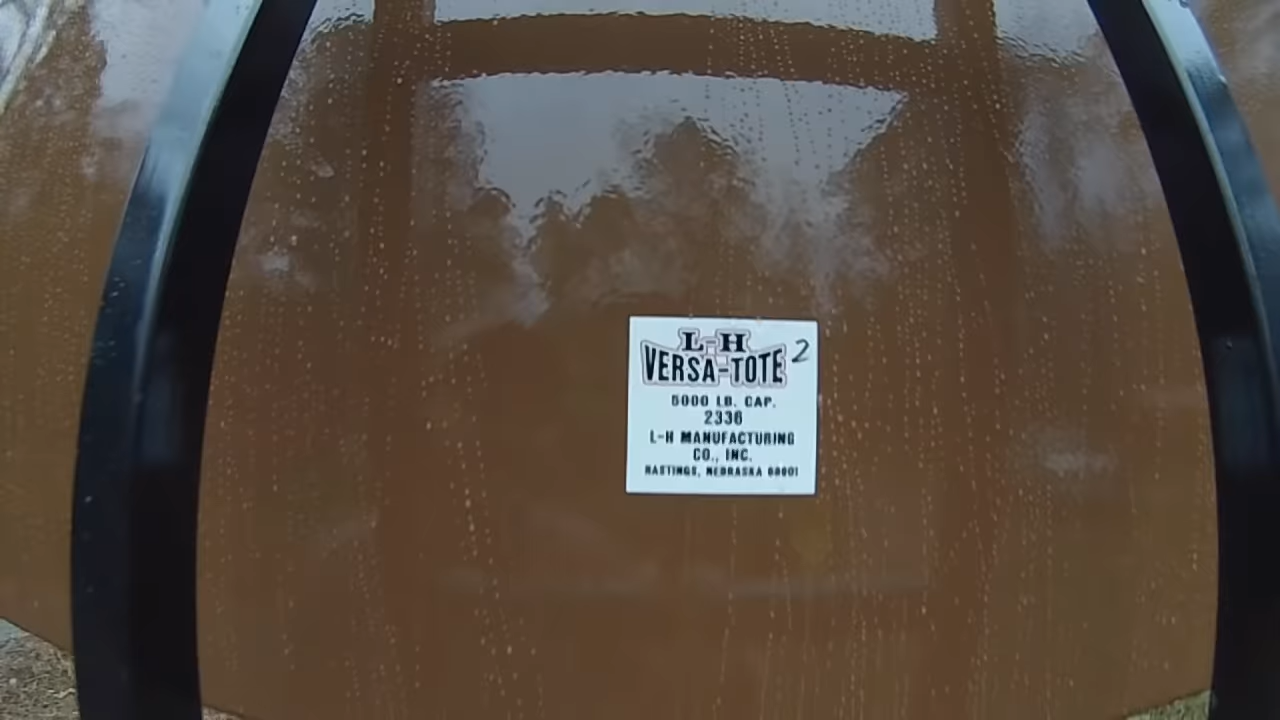 L-H
VERSA-TOTE 2
5000 LB. CAP.
2336
L-H MANUFACTURING
CO., INC.
HASTINGS, NEBRASKA 68901